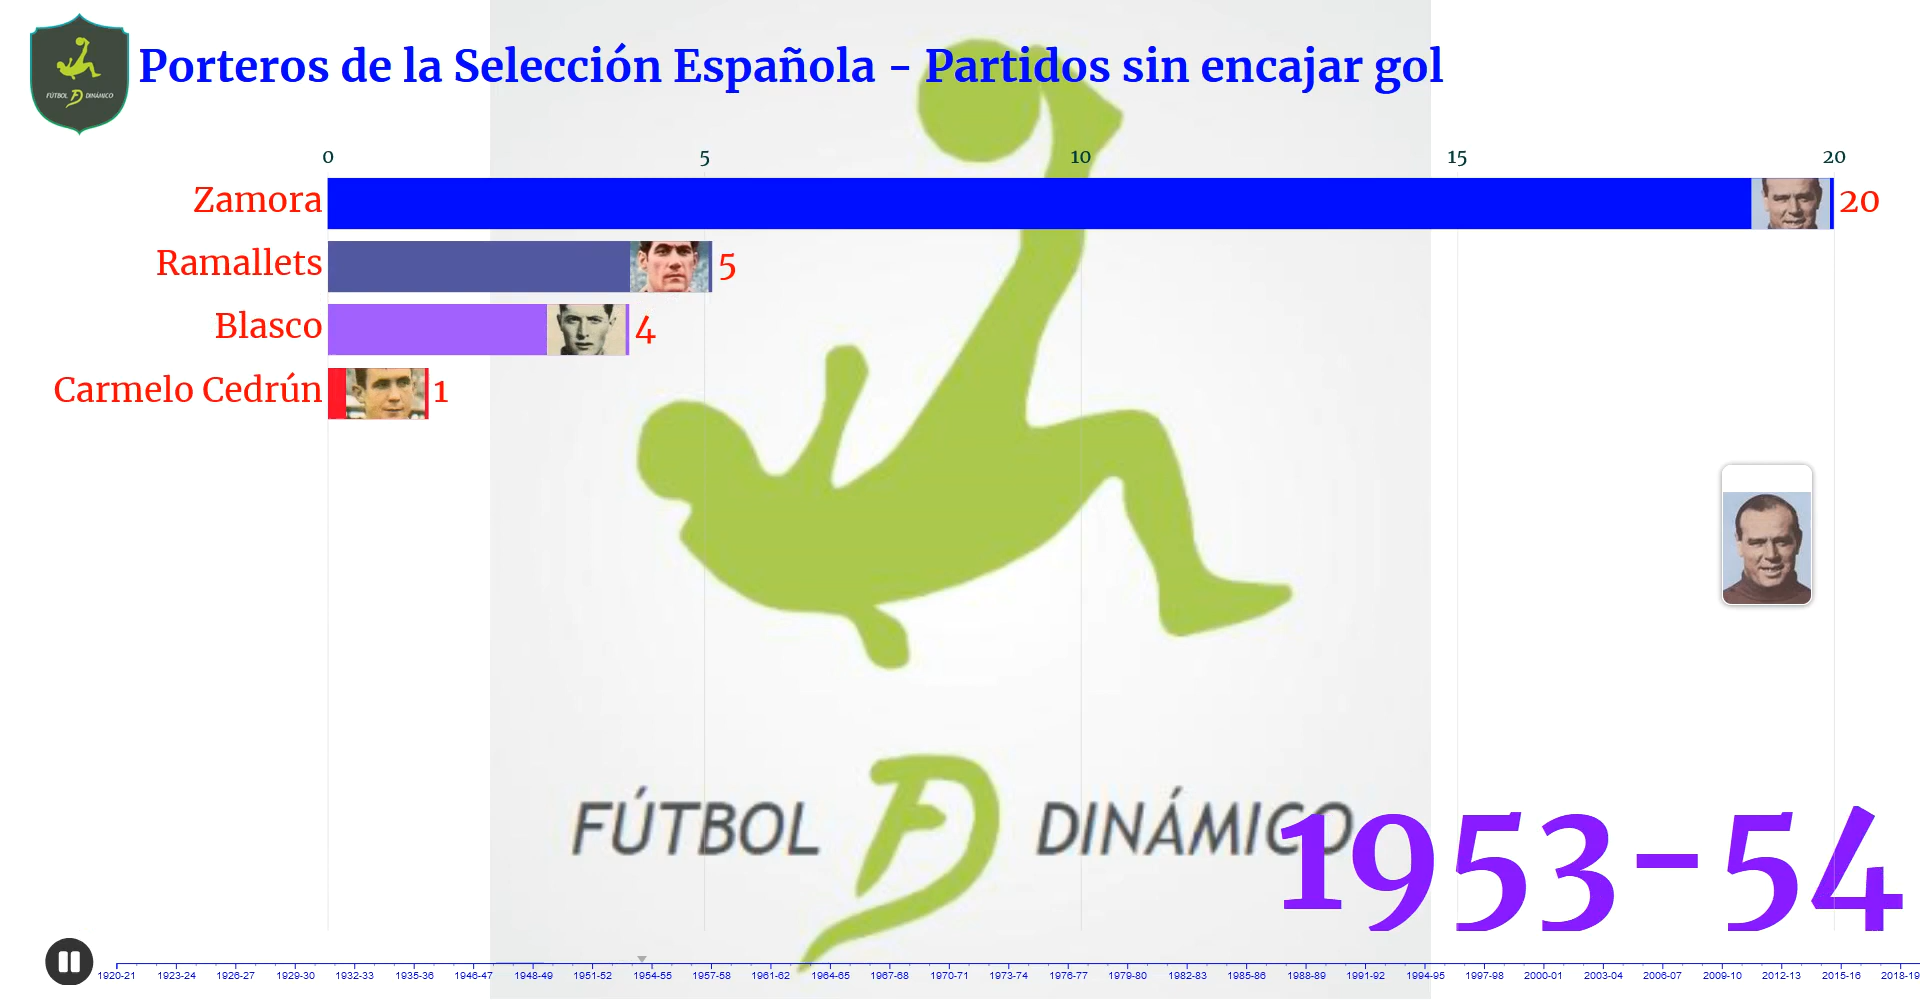 Porteros de la Selección Española - Partidos sin encajar gol
FÚTBOL FD DINÁMICO
0 5 10 15 20
Zamora 20
Ramallets 5
Blasco 4
Carmelo Cedrún 1
FÚTBOL FD DINÁMICO
1953-54
1920-21 1923-24 1926-27 1929-30 1932-33 1935-36 1946-47 1948-49 1951-52 1954-55 1957-58 1961-62 1964-65 1967-68 1970-71 1973-74 1976-77 1979-80 1982-83 1985-86 1988-89 1991-92 1994-95 1997-98 2000-01 2003-04 2006-07 2009-10 2012-13 2015-16 2018-19